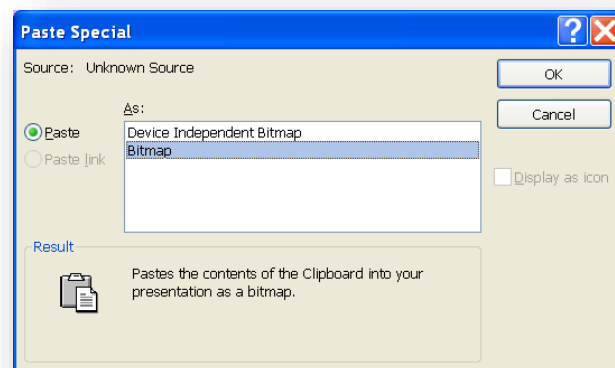 Paste Special
Source: Unknown Source
OK
As:
Cancel
Paste
Device Independent Bitmap
Bitmap
Paste link
Display as icon
Result
Pastes the contents of the Clipboard into your
presentation as a bitmap.